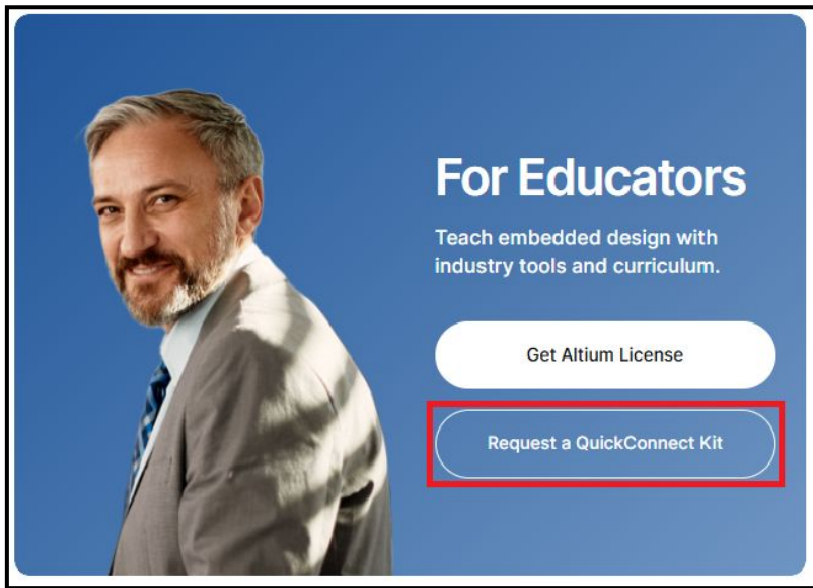 For Educators
Teach embedded design with
industry tools and curriculum.
Get Altium License
Request a QuickConnect Kit